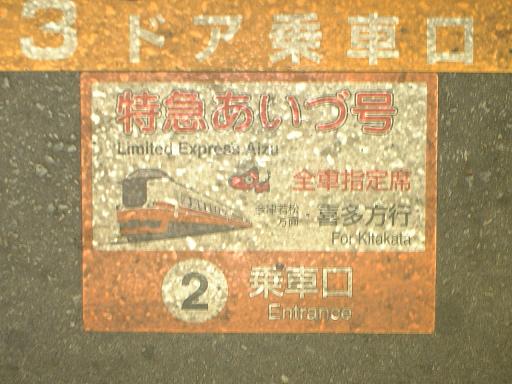 3ドア乗車口
特急あいづ号
Limited Express Aizu
全車指定席
会津若松方面・喜多方行
For Kitakata
2 乗車口
Entrance